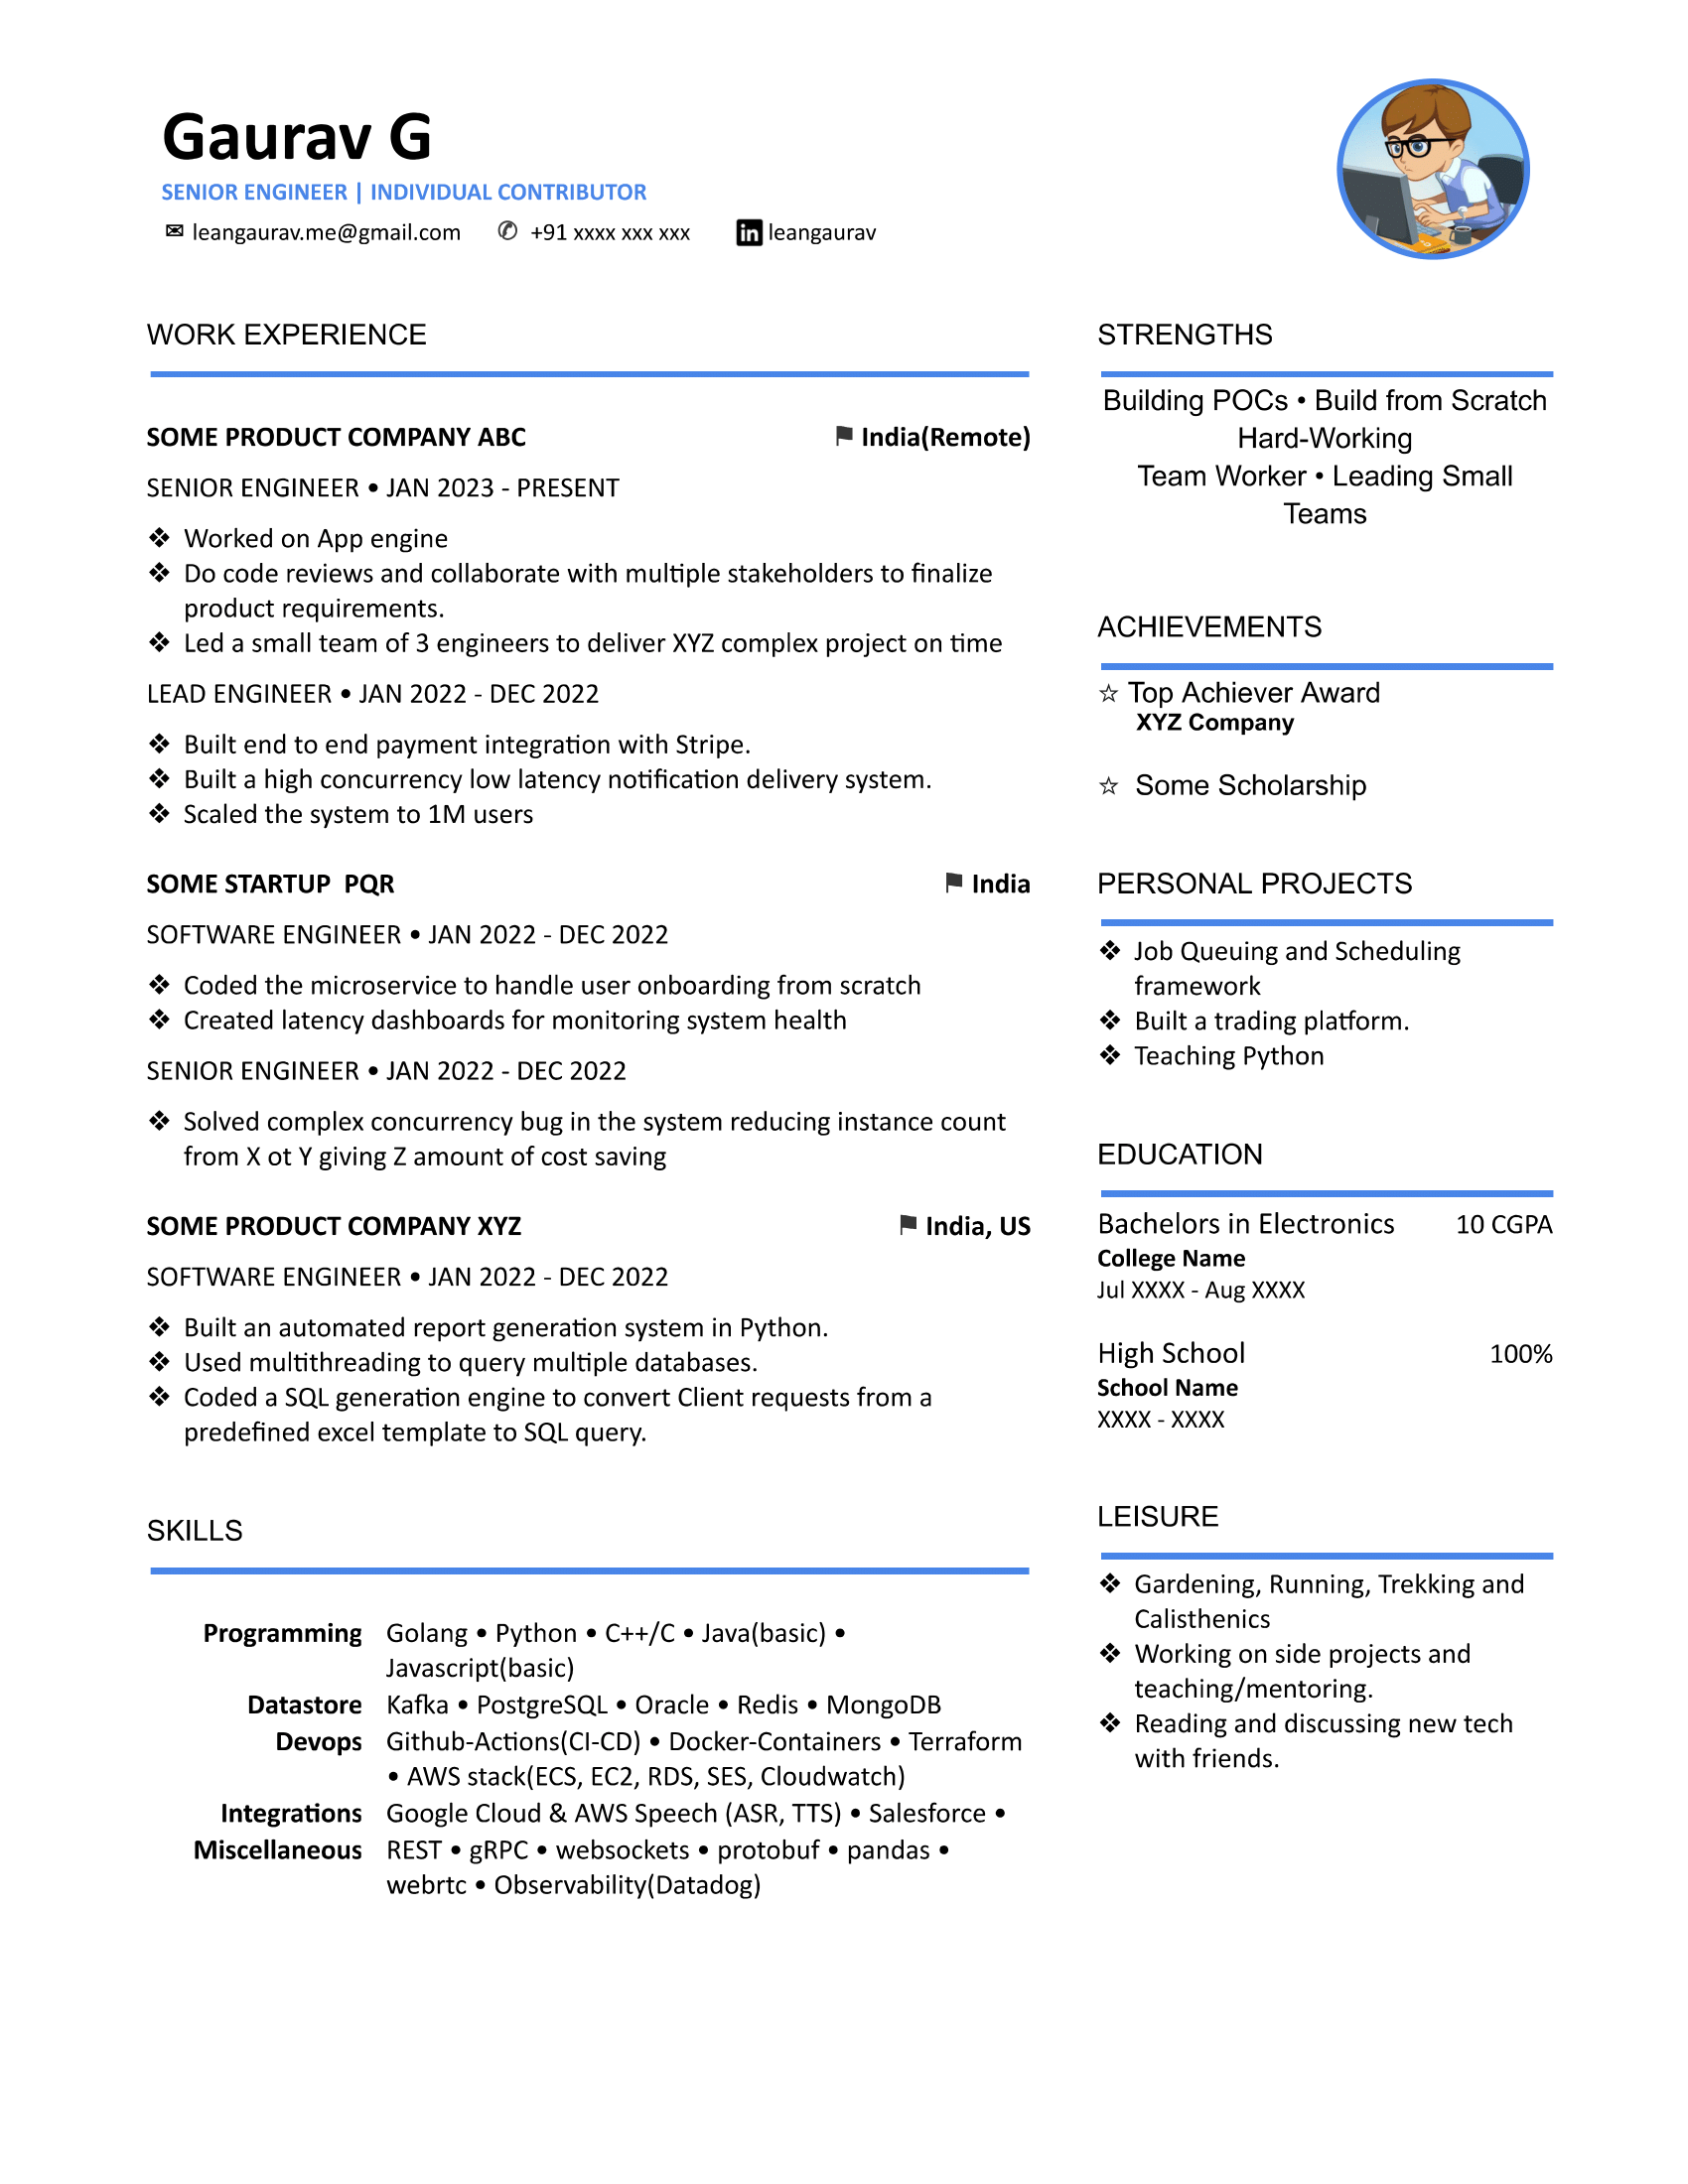 Gaurav G
SENIOR ENGINEER | INDIVIDUAL CONTRIBUTOR
✉ leangaurav.me@gmail.com ✆ +91 xxxx xxx xxx in leangaurav
WORK EXPERIENCE
SOME PRODUCT COMPANY ABC ⚑ India(Remote)
SENIOR ENGINEER • JAN 2023 - PRESENT
❖ Worked on App engine
❖ Do code reviews and collaborate with multiple stakeholders to finalize
product requirements.
❖ Led a small team of 3 engineers to deliver XYZ complex project on time
LEAD ENGINEER • JAN 2022 - DEC 2022
❖ Built end to end payment integration with Stripe.
❖ Built a high concurrency low latency notification delivery system.
❖ Scaled the system to 1M users
SOME STARTUP PQR ⚑ India
SOFTWARE ENGINEER • JAN 2022 - DEC 2022
❖ Coded the microservice to handle user onboarding from scratch
❖ Created latency dashboards for monitoring system health
SENIOR ENGINEER • JAN 2022 - DEC 2022
❖ Solved complex concurrency bug in the system reducing instance count
from X ot Y giving Z amount of cost saving
SOME PRODUCT COMPANY XYZ ⚑ India, US
SOFTWARE ENGINEER • JAN 2022 - DEC 2022
❖ Built an automated report generation system in Python.
❖ Used multithreading to query multiple databases.
❖ Coded a SQL generation engine to convert Client requests from a
predefined excel template to SQL query.
SKILLS
Programming Golang • Python • C++/C • Java(basic) •
Javascript(basic)
Datastore Kafka • PostgreSQL • Oracle • Redis • MongoDB
Devops Github-Actions(CI-CD) • Docker-Containers • Terraform
• AWS stack(ECS, EC2, RDS, SES, Cloudwatch)
Integrations Google Cloud & AWS Speech (ASR, TTS) • Salesforce •
Miscellaneous REST • gRPC • websockets • protobuf • pandas •
webrtc • Observability(Datadog)
STRENGTHS
Building POCs • Build from Scratch
Hard-Working
Team Worker • Leading Small
Teams
ACHIEVEMENTS
☆ Top Achiever Award
XYZ Company
☆ Some Scholarship
PERSONAL PROJECTS
❖ Job Queuing and Scheduling
framework
❖ Built a trading platform.
❖ Teaching Python
EDUCATION
Bachelors in Electronics 10 CGPA
College Name
Jul XXXX - Aug XXXX
High School 100%
School Name
XXXX - XXXX
LEISURE
❖ Gardening, Running, Trekking and
Calisthenics
❖ Working on side projects and
teaching/mentoring.
❖ Reading and discussing new tech
with friends.